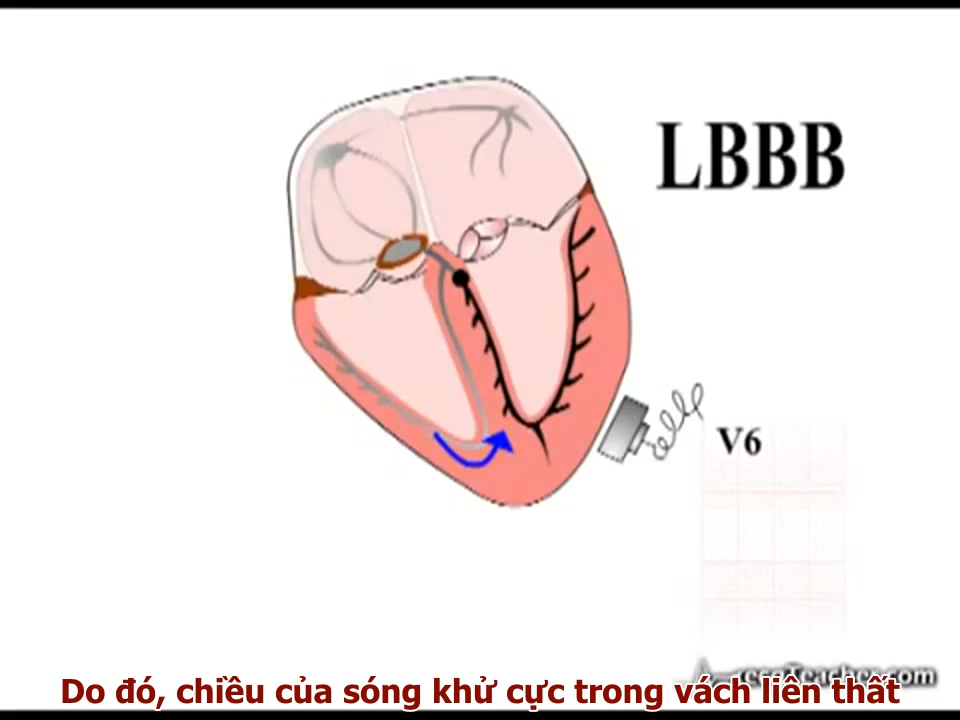 LBBB
V6
Do đó, chiều của sóng khử cực trong vách liên thất